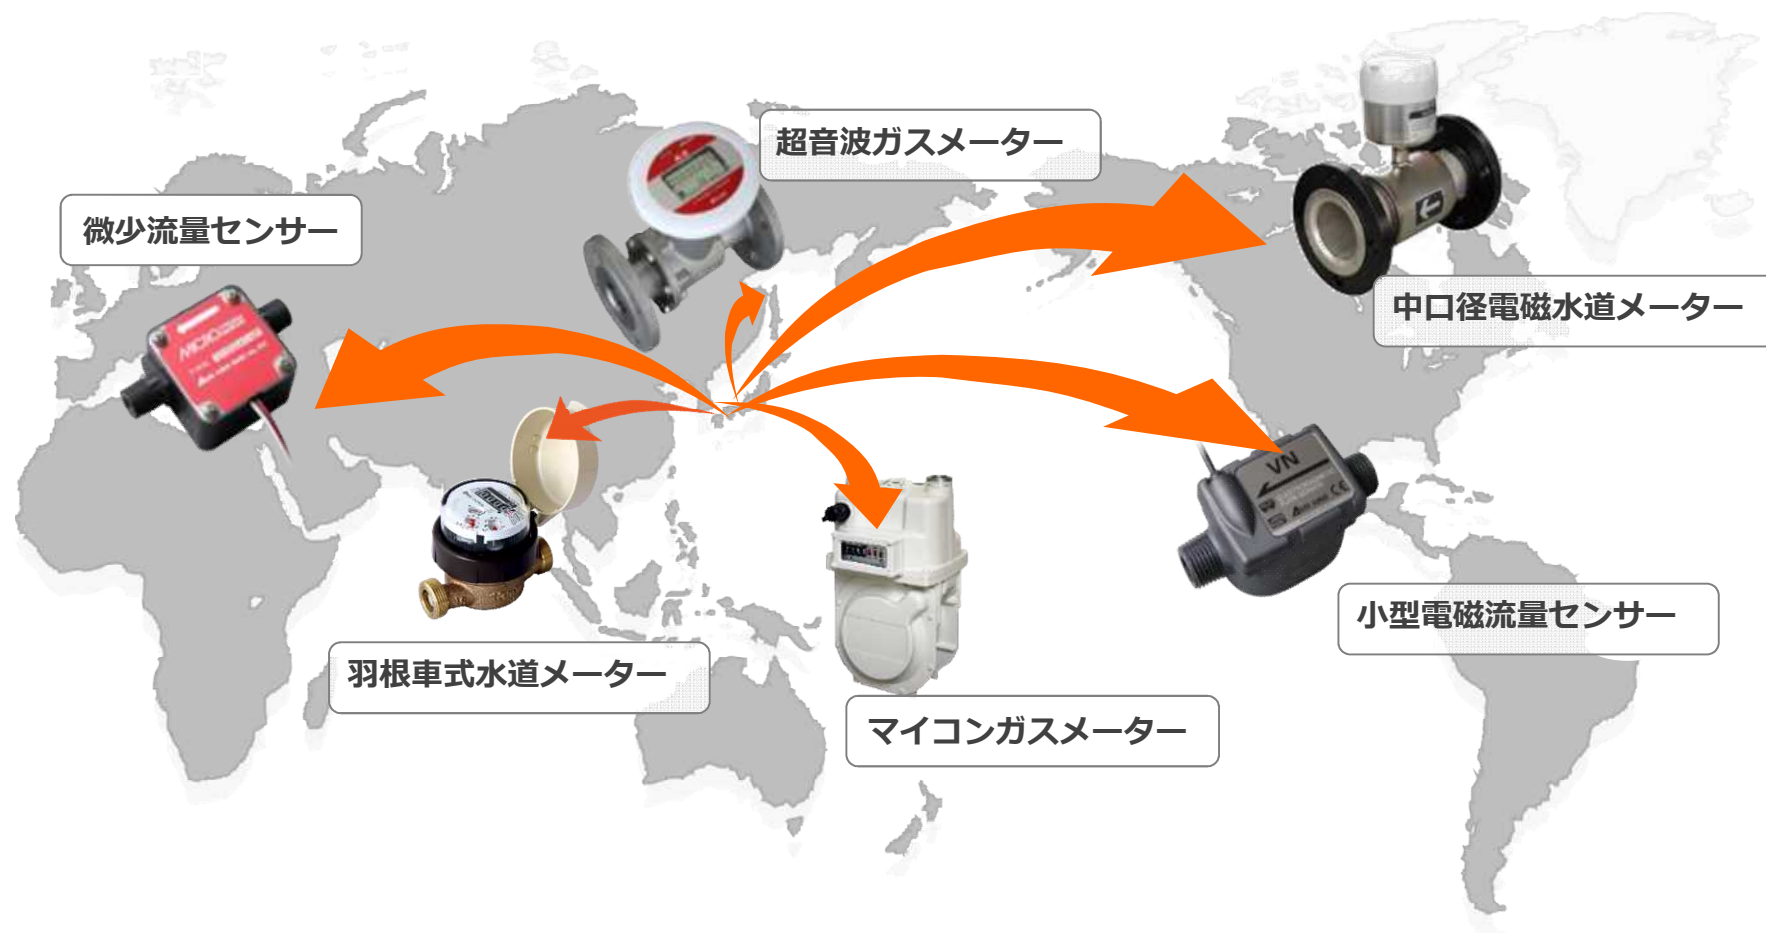 超音波ガスメーター
微少流量センサー
中口径電磁水道メーター
VN
CE
小型電磁流量センサー
羽根車式水道メーター
マイコンガスメーター